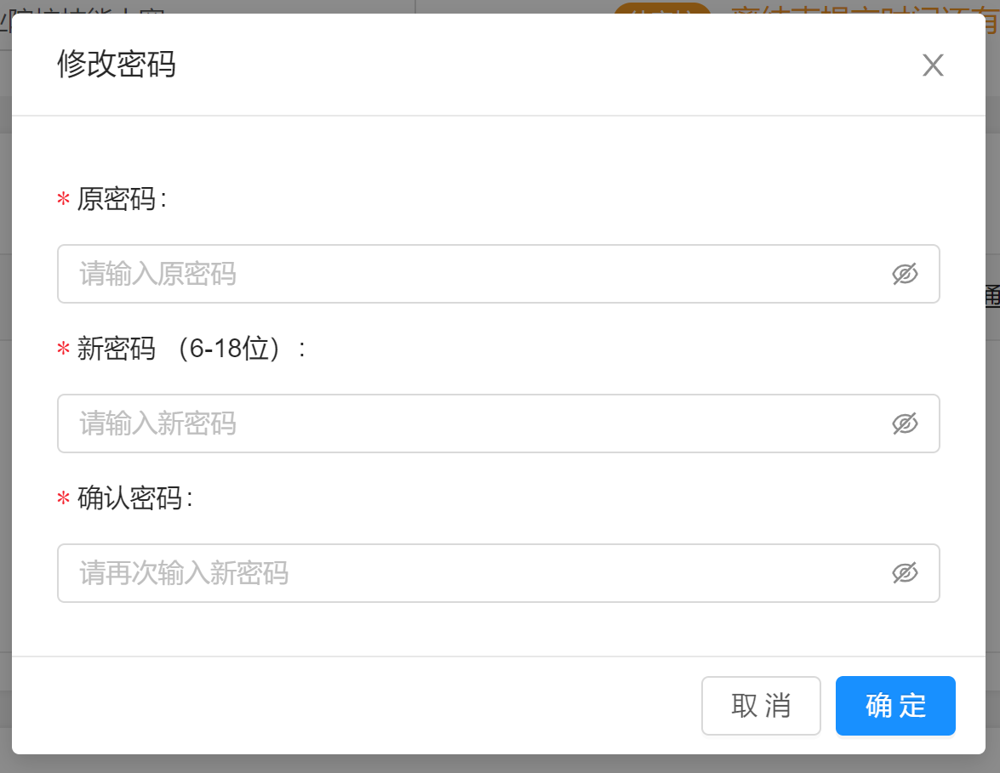 修改密码
* 原密码:
请输入原密码
* 新密码 （6-18位） :
请输入新密码
* 确认密码:
请再次输入新密码
取 消
确 定